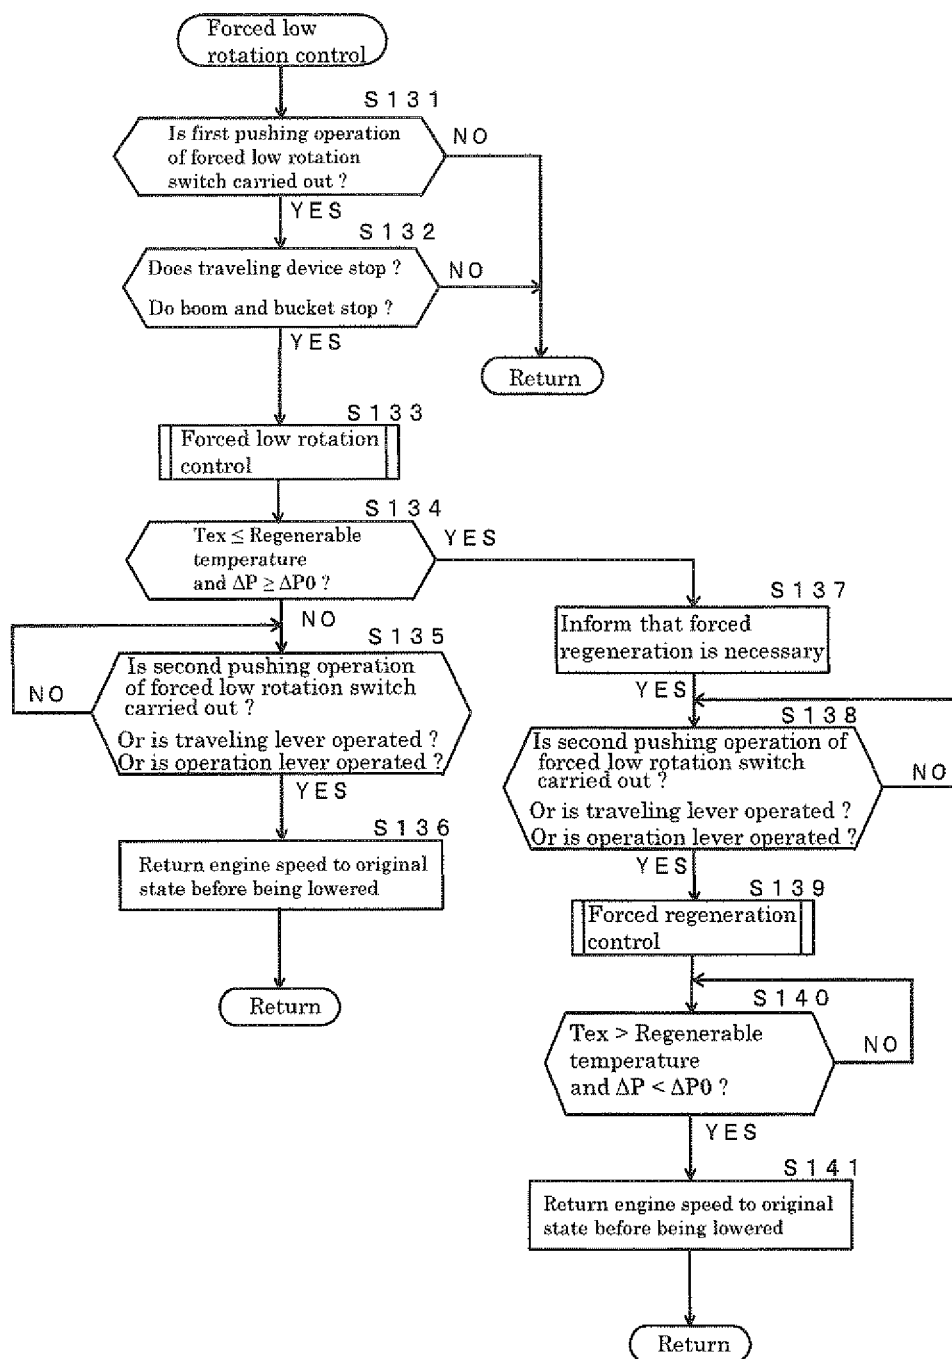 Forced low
rotation control
S131
Is first pushing operation
of forced low rotation
switch carried out ?
NO
YES
S132
Does traveling device stop ?
Do boom and bucket stop ?
NO
YES
Return
S133
Forced low rotation
control
S134
Tex ≤ Regenerable
temperature
and ΔP ≥ ΔP0 ?
YES
NO
S135
Is second pushing operation
of forced low rotation switch
carried out ?
Or is traveling lever operated ?
Or is operation lever operated ?
NO
YES
S136
Return engine speed to original
state before being lowered
Return
S137
Inform that forced
regeneration is necessary
YES
S138
Is second pushing operation of
forced low rotation switch
carried out ?
Or is traveling lever operated ?
Or is operation lever operated ?
NO
YES
S139
Forced regeneration
control
S140
Tex > Regenerable
temperature
and ΔP < ΔP0 ?
NO
YES
S141
Return engine speed to original
state before being lowered
Return